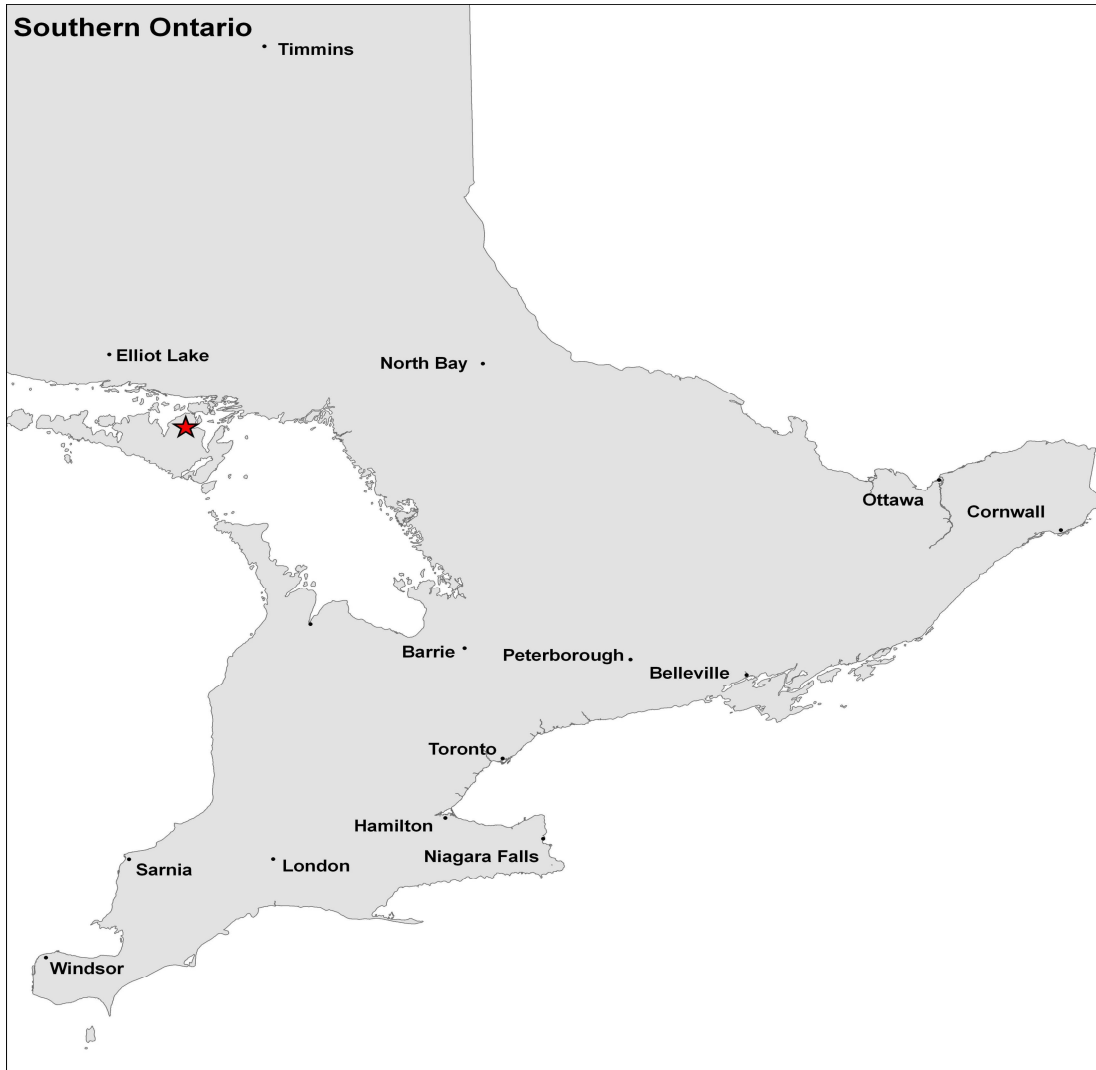 Southern Ontario
Timmins
Elliot Lake
North Bay
Ottawa
Cornwall
Barrie
Peterborough
Belleville
Toronto
Hamilton
Niagara Falls
Sarnia
London
Windsor